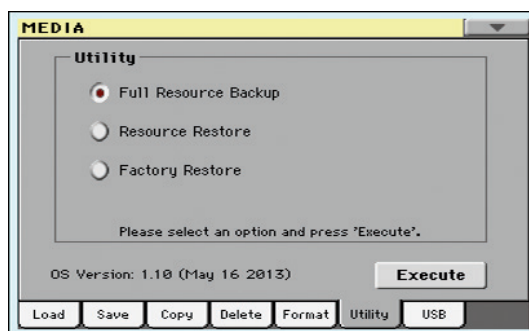 MEDIA
Utility
Full Resource Backup
Resource Restore
Factory Restore
Please select an option and press 'Execute'.
OS Version: 1.10 (May 16 2013) Execute
Load Save Copy Delete Format Utility USB